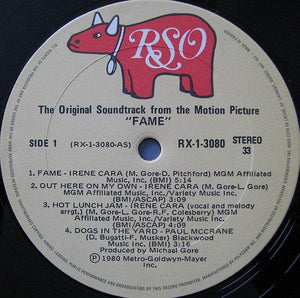 RSO
The Original Soundtrack from the Motion Picture
"FAME"
SIDE 1 (RX-1-3080-AS) RX-1-3080 STEREO
33
1. FAME - IRENE CARA (M. Gore-D. Pitchford) MGM Affiliated
Music, Inc. (BMI) 5:14
2. OUT HERE ON MY OWN - IRENE CARA (M. Gore-L. Gore)
MGM Affiliated Music, Inc./Variety Music Inc.
(BMI/ASCAP) 3:09
3. HOT LUNCH JAM - IRENE CARA (vocal and melody
arrgt.) (M. Gore-L. Gore-R.F. Colesberry) MGM
Affiliated Music, Inc./Variety Music Inc.
(BMI/ASCAP) 4:09
4. DOGS IN THE YARD - PAUL McCRANE
(D. Bugatti-F. Musker) Blackwood
Music Inc. (BMI) 3:16
Produced by Michael Gore
℗ 1980 Metro-Goldwyn-Mayer
Inc.